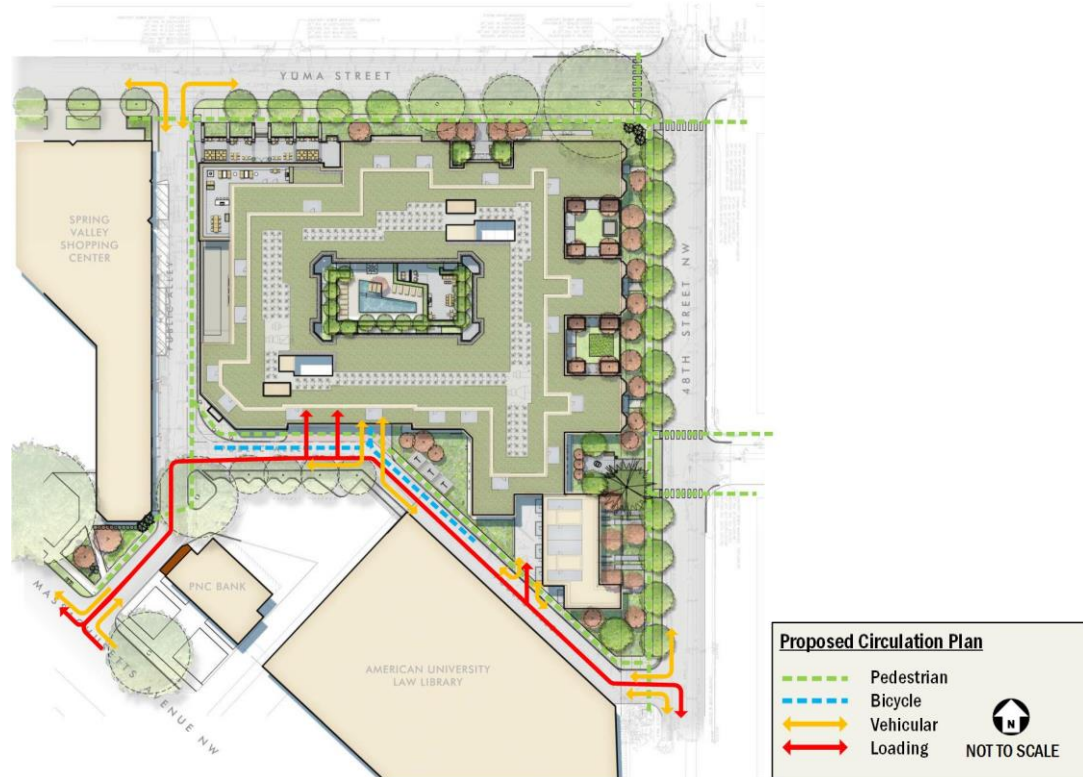 YUMA STREET
SPRING
VALLEY
SHOPPING
CENTER
PUBLIC ALLEY
48TH STREET NW
PNC BANK
MASSACHUSETTS AVENUE NW
AMERICAN UNIVERSITY
LAW LIBRARY
Proposed Circulation Plan
Pedestrian
Bicycle
Vehicular
Loading
N
NOT TO SCALE